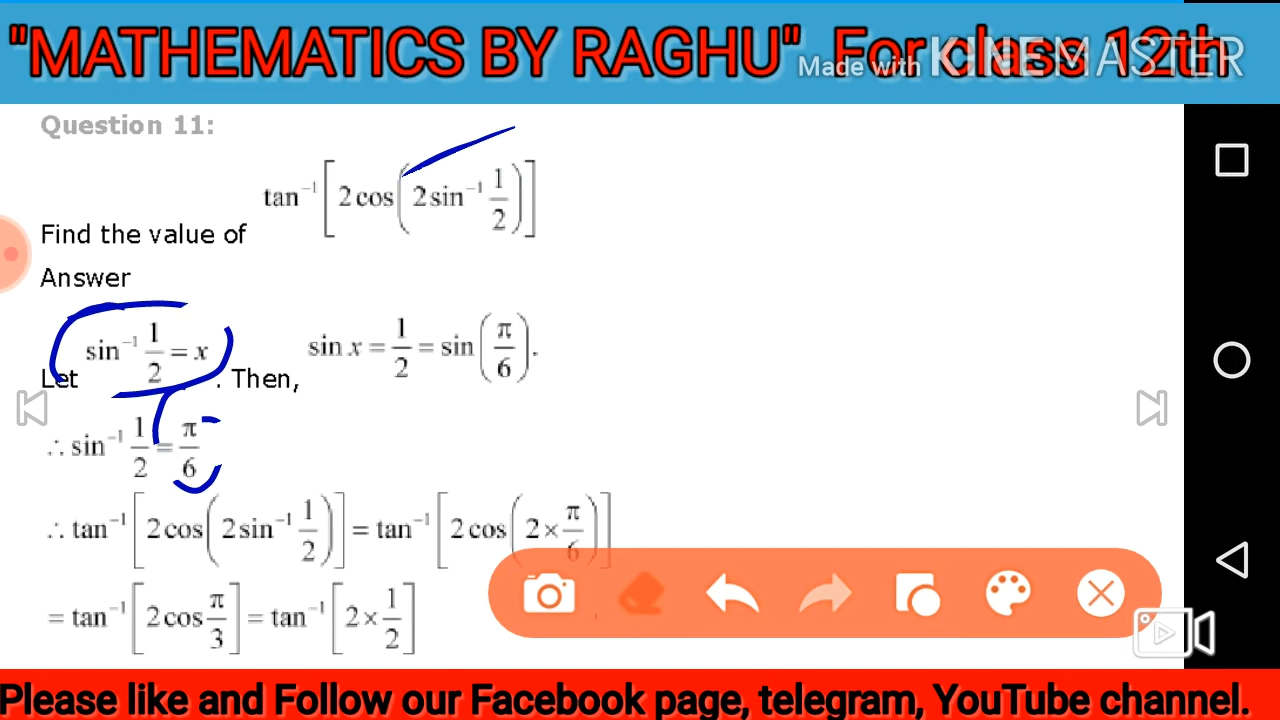 "MATHEMATICS BY RAGHU" For class 12th
Made with KINEMASTER
Question 11:
tan⁻¹[2cos(2sin⁻¹ 1/2)]
Find the value of
Answer
sin⁻¹ 1/2 = x   sin x = 1/2 = sin(π/6).
Let . Then,
∴ sin⁻¹ 1/2 = π/6
∴ tan⁻¹[2cos(2sin⁻¹ 1/2)] = tan⁻¹[2cos(2×π/6)]
= tan⁻¹[2cos π/3] = tan⁻¹[2×1/2]
Please like and Follow our Facebook page, telegram, YouTube channel.